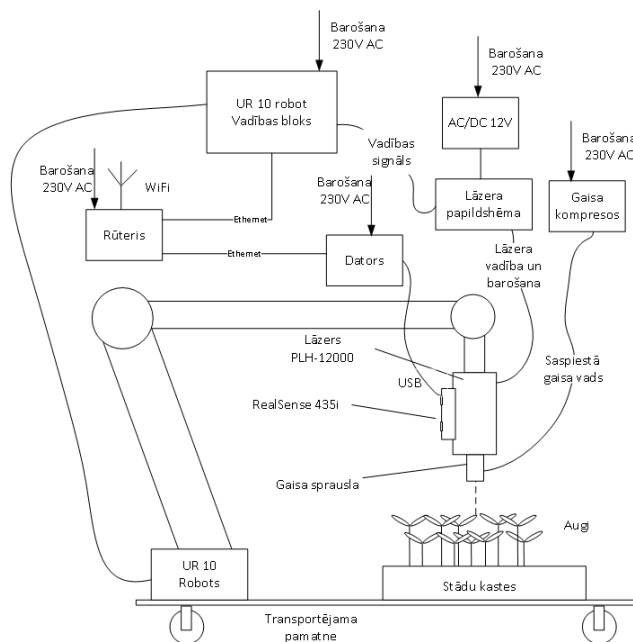 Barošana
230V AC
UR 10 robot
Vadības bloks
Barošana
230V AC
AC/DC 12V
Barošana
230V AC
Vadības
signāls
Barošana
230V AC
WiFi
Barošana
230V AC
Lāzera
papildshēma
Gaisa
kompresos
Rūteris
Ethernet
Ethernet
Dators
Lāzera
vadība un
barošana
Lāzers
PLH-12000
USB
Saspiestā
gaisa vads
RealSense 435i
Gaisa sprausla
Augi
UR 10
Robots
Stādu kastes
Transportējama
pamatne